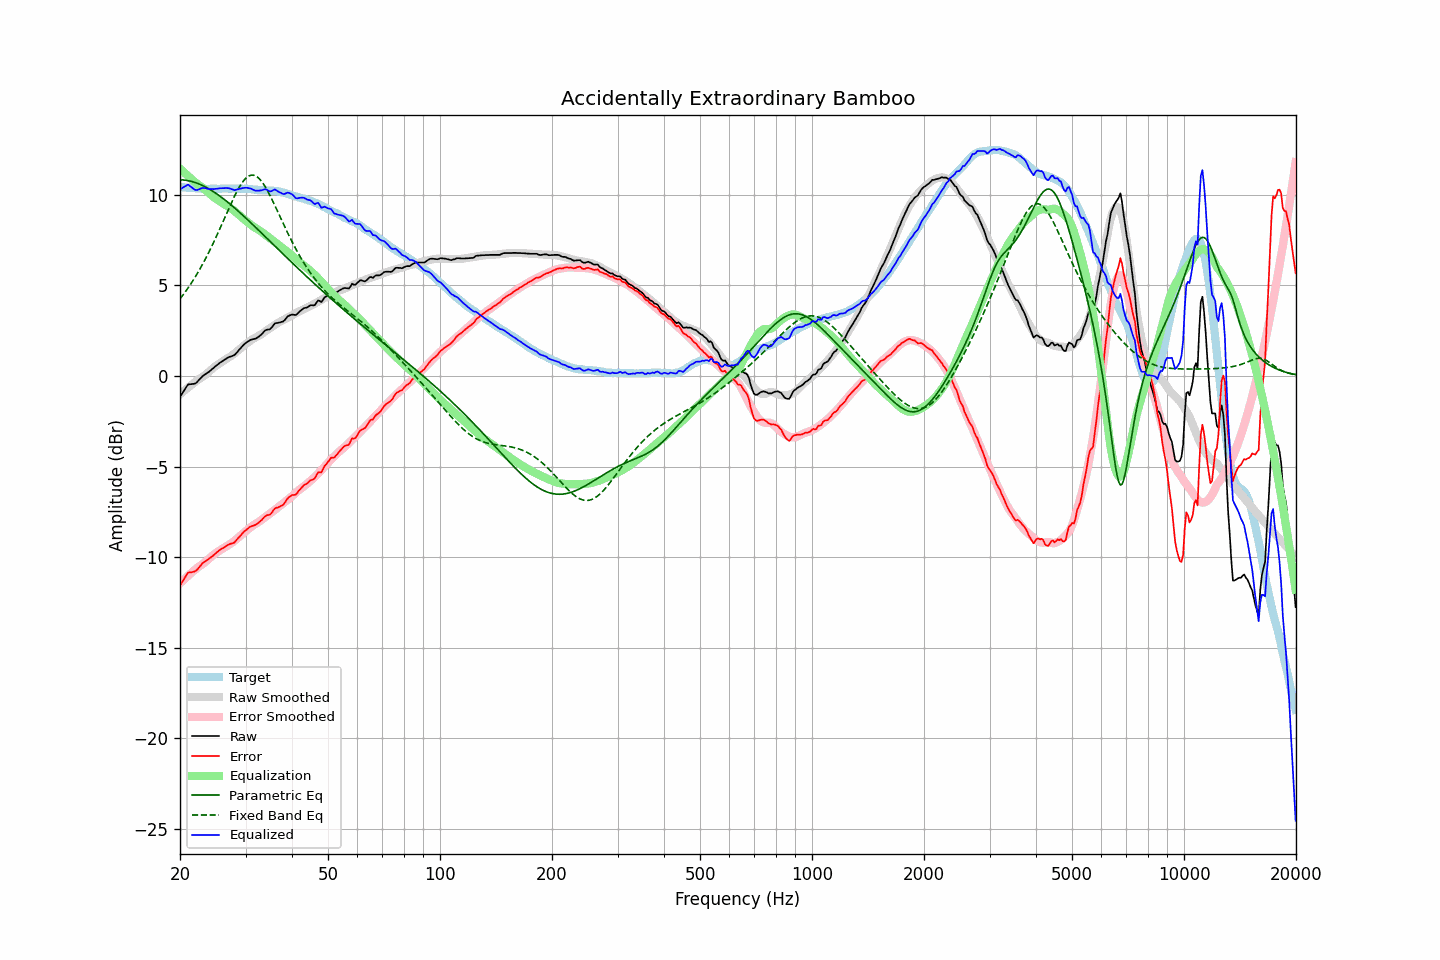 Accidentally Extraordinary Bamboo
Amplitude (dBr)
10
5
0
−5
−10
−15
−20
−25
Target
Raw Smoothed
Error Smoothed
Raw
Error
Equalization
Parametric Eq
Fixed Band Eq
Equalized
20 50 100 200 500 1000 2000 5000 10000 20000
Frequency (Hz)